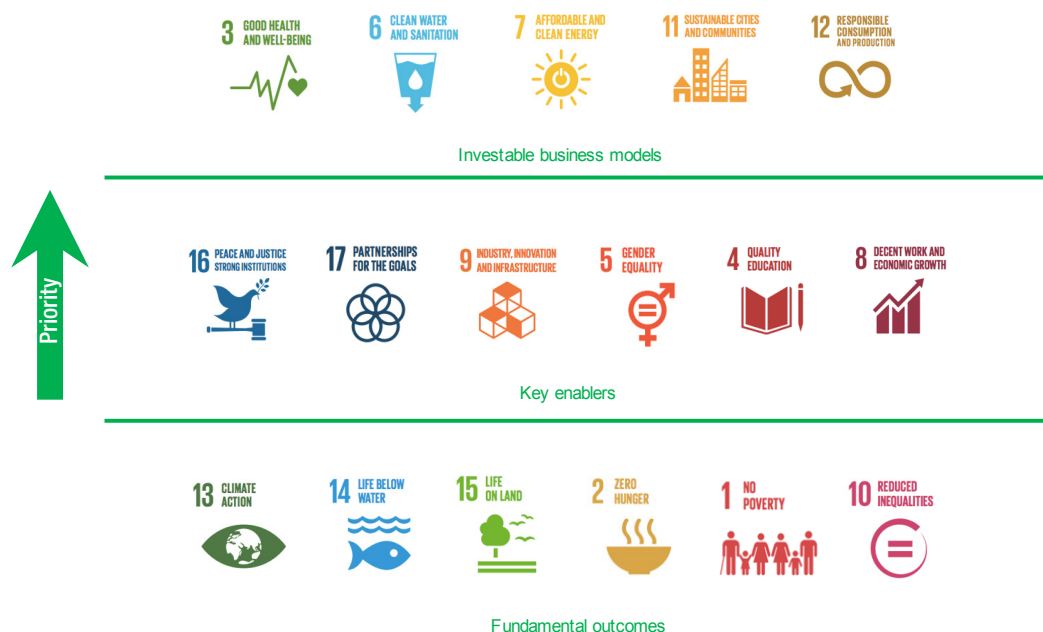 3 GOOD HEALTH
AND WELL-BEING
6 CLEAN WATER
AND SANITATION
7 AFFORDABLE AND
CLEAN ENERGY
11 SUSTAINABLE CITIES
AND COMMUNITIES
12 RESPONSIBLE
CONSUMPTION
AND PRODUCTION
Investable business models
Priority
16 PEACE AND JUSTICE
STRONG INSTITUTIONS
17 PARTNERSHIPS
FOR THE GOALS
9 INDUSTRY, INNOVATION
AND INFRASTRUCTURE
5 GENDER
EQUALITY
4 QUALITY
EDUCATION
8 DECENT WORK AND
ECONOMIC GROWTH
Key enablers
13 CLIMATE
ACTION
14 LIFE BELOW
WATER
15 LIFE
ON LAND
2 ZERO
HUNGER
1 NO
POVERTY
10 REDUCED
INEQUALITIES
Fundamental outcomes